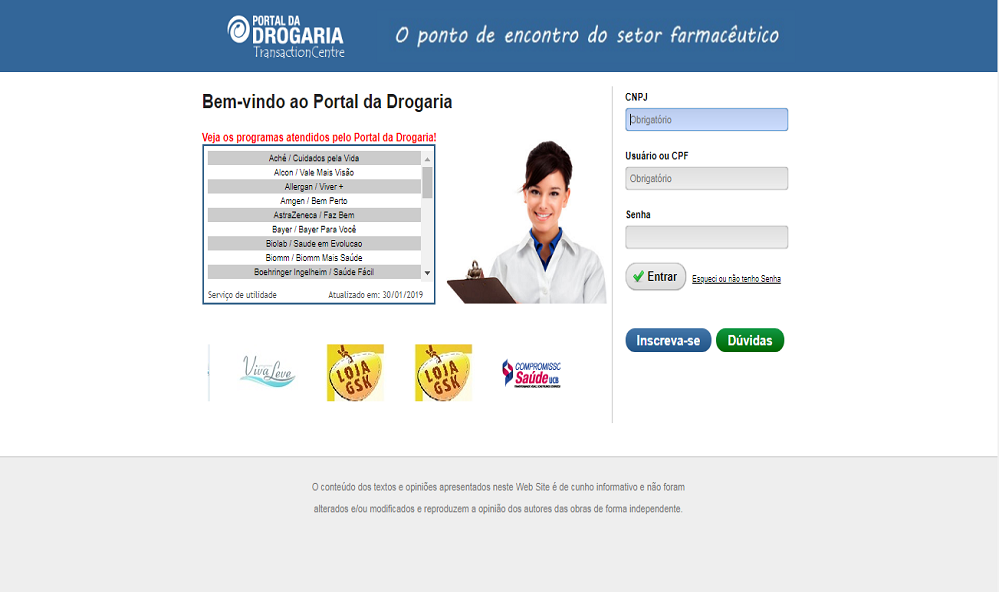 PORTAL DA
DROGARIA
TransactionCentre
O ponto de encontro do setor farmacêutico
Bem-vindo ao Portal da Drogaria
Veja os programas atendidos pelo Portal da Drogaria!
Aché / Cuidados pela Vida
Alcon / Vale Mais Visão
Allergan / Viver +
Amgen / Bem Perto
AstraZeneca / Faz Bem
Bayer / Bayer Para Você
Biolab / Saude em Evolucao
Biomm / Biomm Mais Saúde
Boehringer Ingelheim / Saúde Fácil
Serviço de utilidade
Atualizado em: 30/01/2019
CNPJ
Obrigatório
Usuário ou CPF
Obrigatório
Senha
Entrar
Esqueci ou não tenho Senha
Inscreva-se
Dúvidas
Viva Leve
LOJA
GSK
LOJA
GSK
COMPROMISSO
Saúde UCB
O conteúdo dos textos e opiniões apresentados neste Web Site é de cunho informativo e não foram
alterados e/ou modificados e reproduzem a opinião dos autores das obras de forma independente.